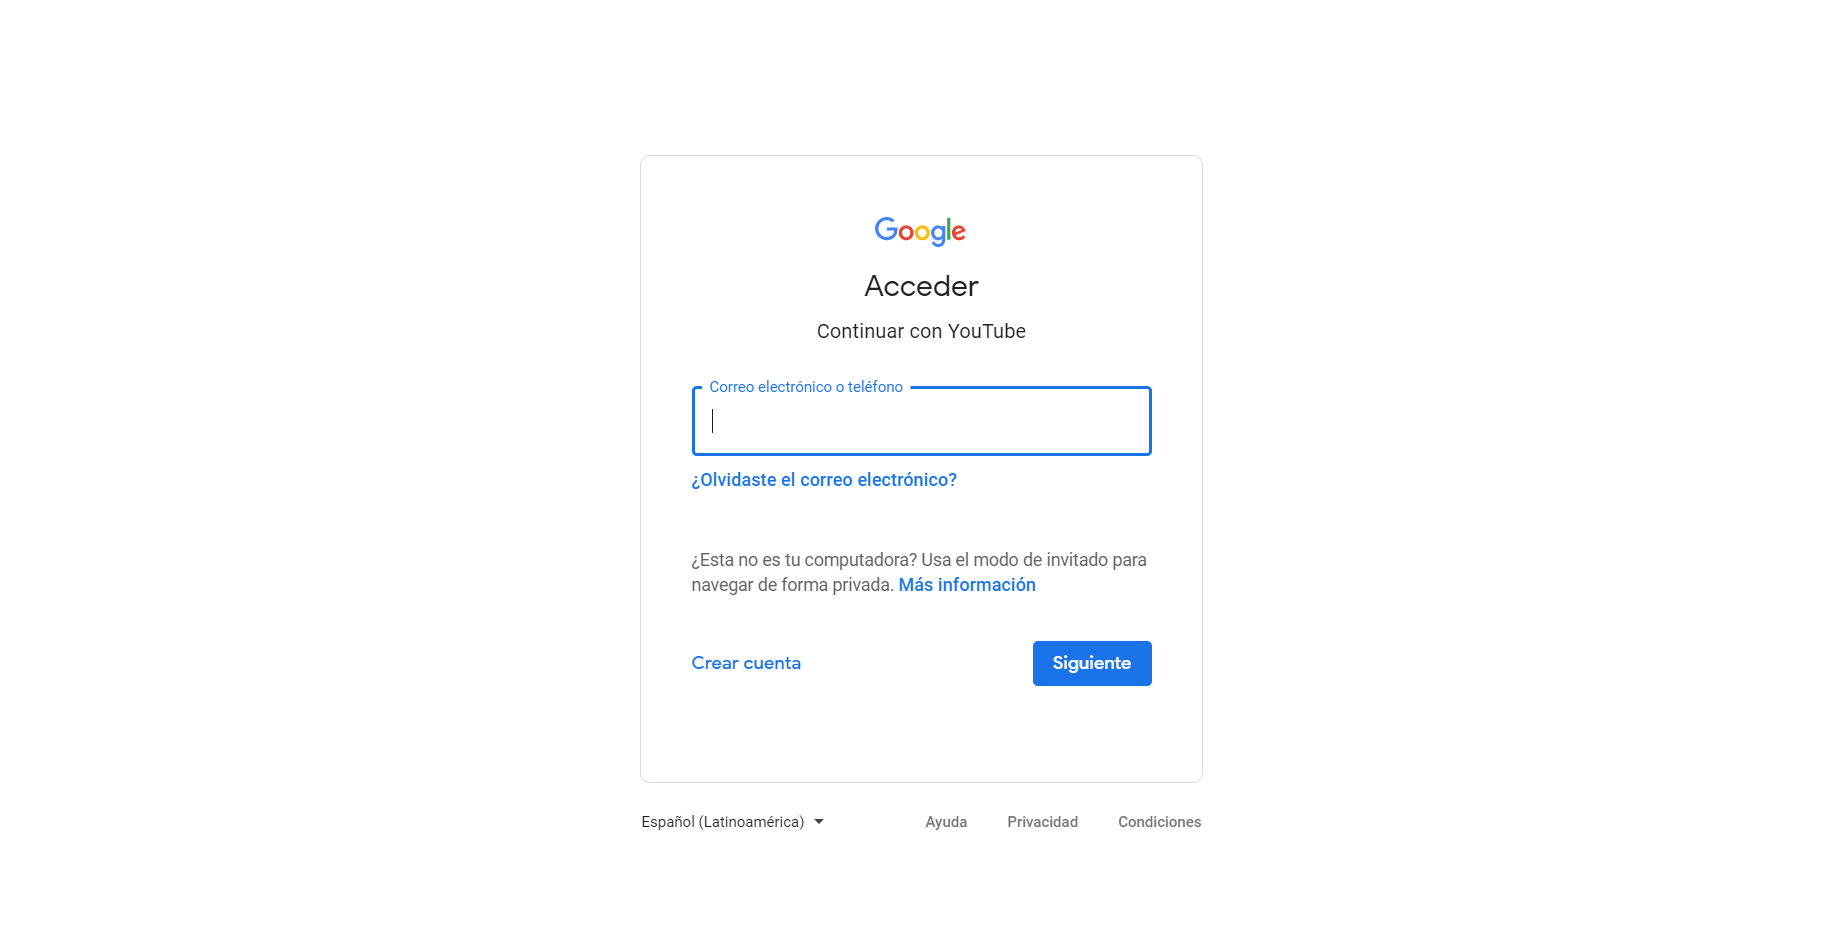 Google
Acceder
Continuar con YouTube
Correo electrónico o teléfono
¿Olvidaste el correo electrónico?
¿Esta no es tu computadora? Usa el modo de invitado para
navegar de forma privada. Más información
Crear cuenta
Siguiente
Español (Latinoamérica)
Ayuda
Privacidad
Condiciones